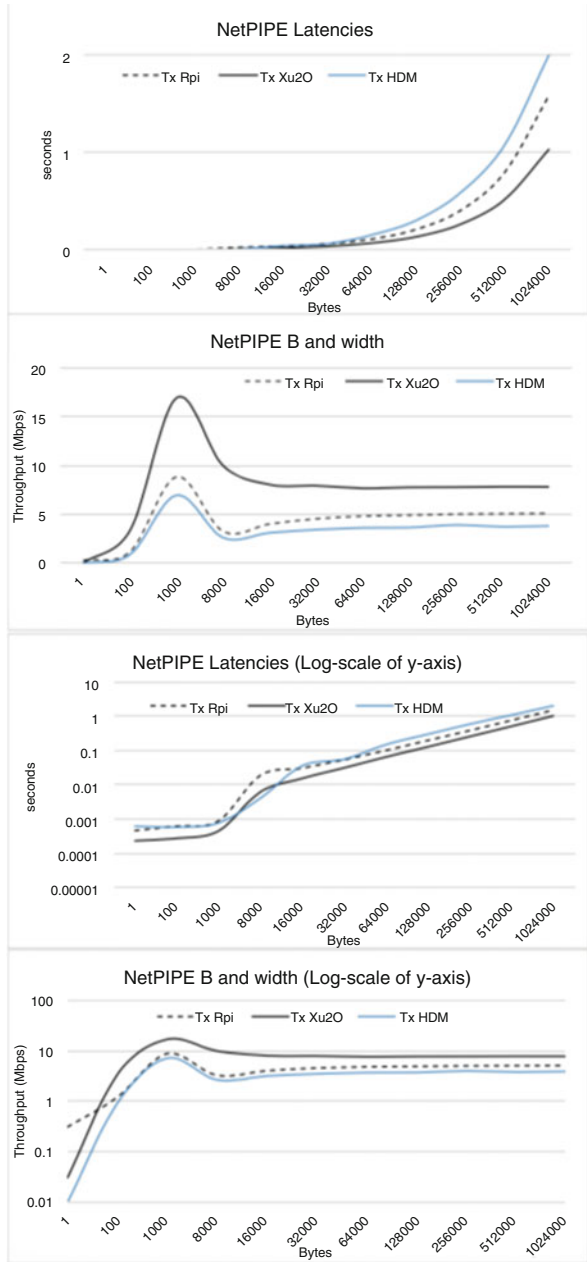 NetPIPE Latencies
2
Tx Rpi Tx Xu2O Tx HDM
seconds
1
0
1 100 1000 8000 16000 32000 64000 128000 256000 512000 1024000
Bytes
NetPIPE B and width
20
Tx Rpi Tx Xu2O Tx HDM
15
Throughput (Mbps)
10
5
0
1 100 1000 8000 16000 32000 64000 128000 256000 512000 1024000
Bytes
NetPIPE Latencies (Log-scale of y-axis)
10
Tx Rpi Tx Xu2O Tx HDM
1
0.1
seconds
0.01
0.001
0.0001
0.00001
1 100 1000 8000 16000 32000 64000 128000 256000 512000 1024000
Bytes
NetPIPE B and width (Log-scale of y-axis)
100
Tx Rpi Tx Xu2O Tx HDM
10
Throughput (Mbps)
1
0.1
0.01
1 100 1000 8000 16000 32000 64000 128000 256000 512000 1024000
Bytes